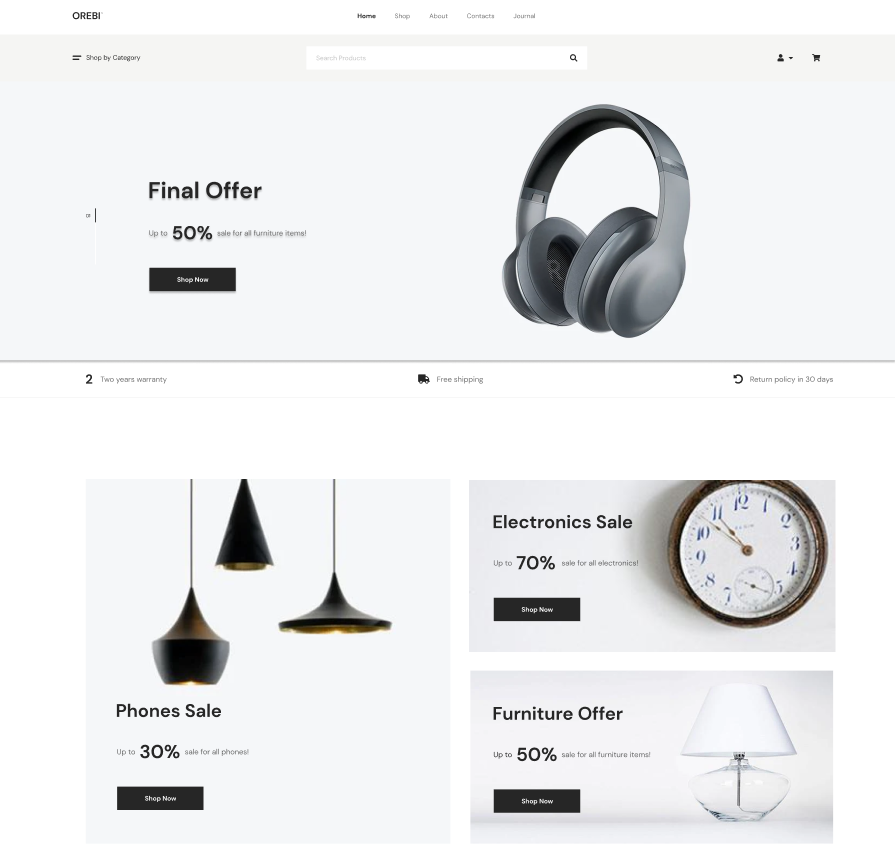 OREBI
Home Shop About Contacts Journal
Shop by Category
Search Products
Final Offer
01
Up to 50% sale for all furniture items!
Shop Now
2 Two years warranty
Free shipping
Return policy in 30 days
Electronics Sale
Up to 70% sale for all electronics!
Shop Now
Phones Sale
Up to 30% sale for all phones!
Shop Now
Furniture Offer
Up to 50% sale for all furniture items!
Shop Now